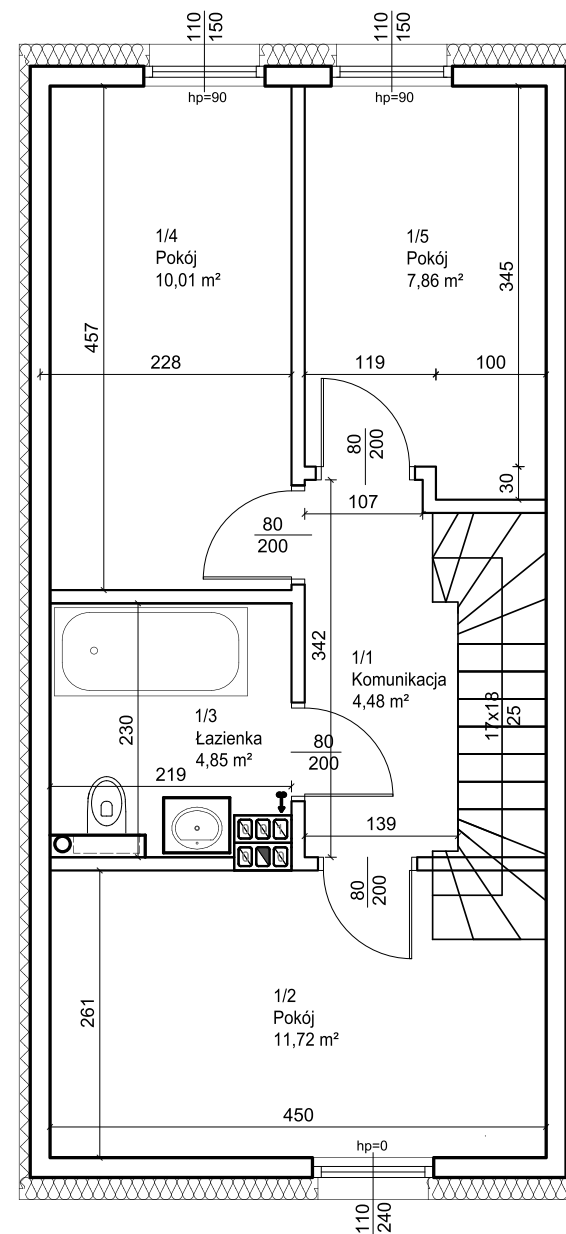 110
150
110
150
hp=90
hp=90
1/4
Pokój
10,01 m²
1/5
Pokój
7,86 m²
345
457
228
119
100
80
200
30
107
80
200
342
1/1
Komunikacja
4,48 m²
17x18
25
230
1/3
Łazienka
4,85 m²
80
200
219
139
80
200
261
1/2
Pokój
11,72 m²
450
hp=0
110
240